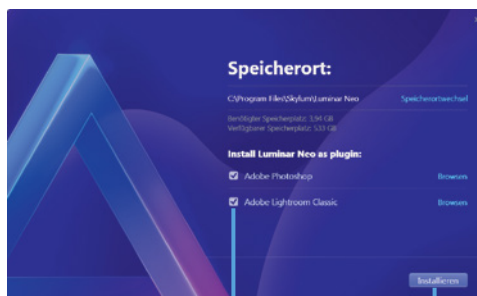 Speicherort:
C:\Program Files\Skylum\Luminar Neo Speicherortwechsel
Benötigter Speicherplatz: 3,94 GB
Verfügbarer Speicherplatz: 533 GB
Install Luminar Neo as plugin:
Adobe Photoshop Browsen
Adobe Lightroom Classic Browsen
Installieren